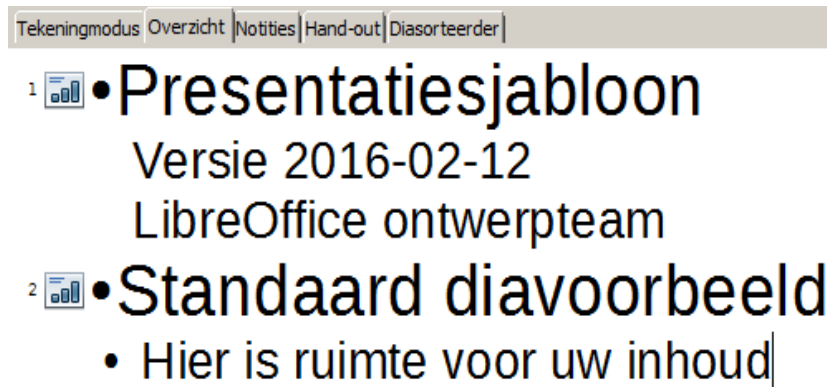 Tekeningmodus Overzicht Notities Hand-out Diasorteerder
1 • Presentatiesjabloon
Versie 2016-02-12
LibreOffice ontwerpteam
2 • Standaard diavoorbeeld
• Hier is ruimte voor uw inhoud